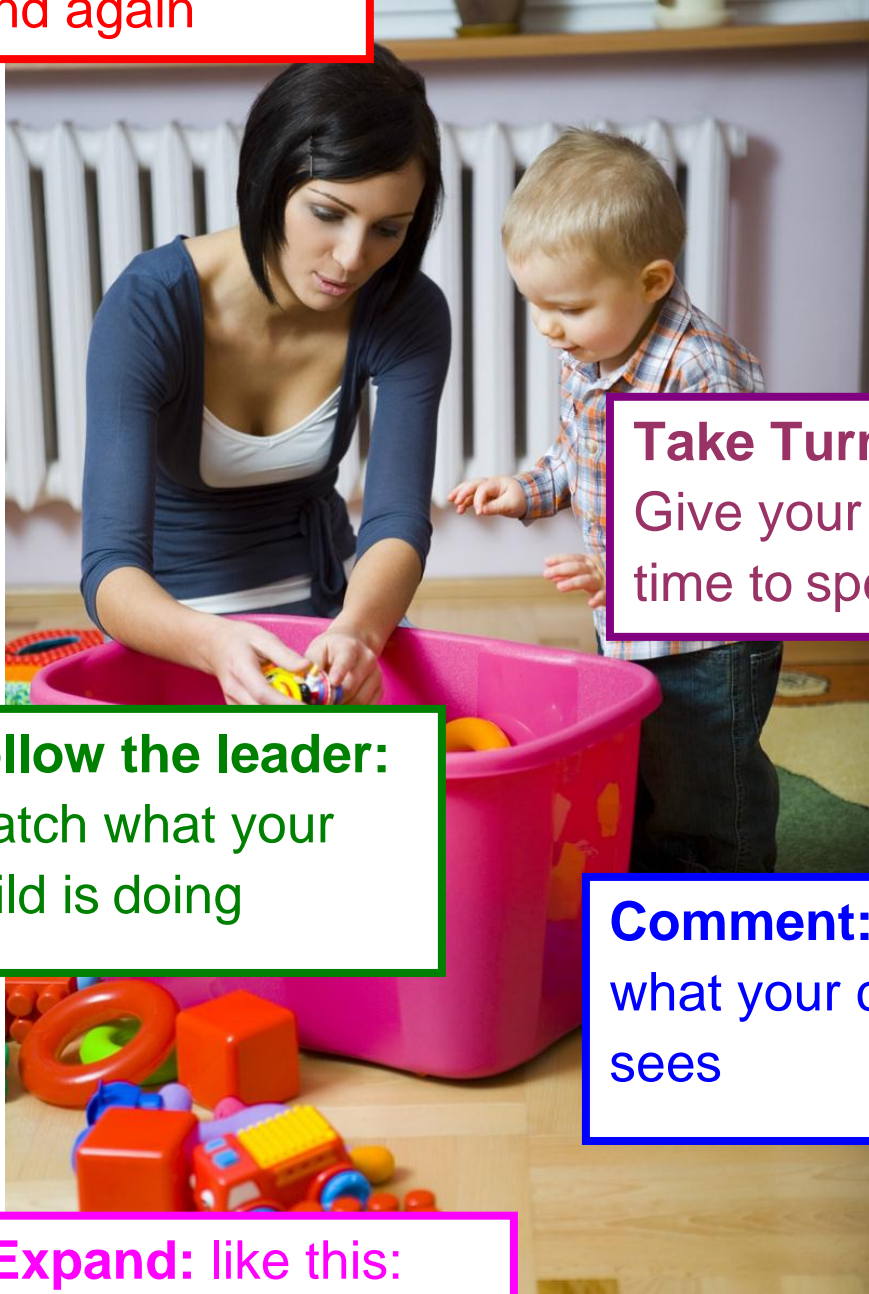 nd again
Take Turn
Give your
time to spe
llow the leader:
atch what your
ild is doing
Comment:
what your c
sees
Expand: like this: